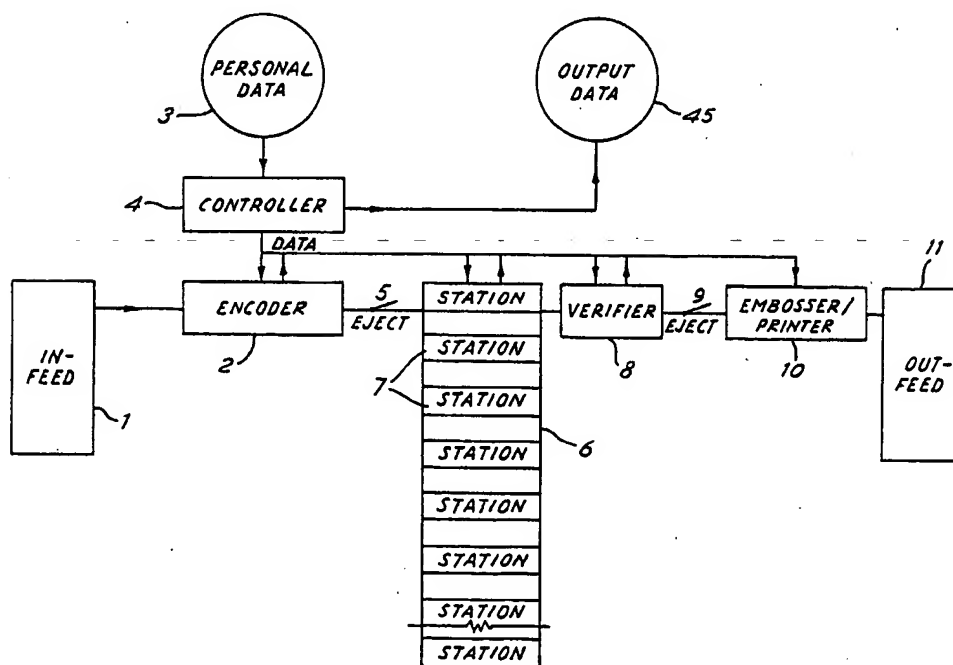 PERSONAL
DATA
3
OUTPUT
DATA
45
4
CONTROLLER
DATA
11
IN-
FEED
1
ENCODER
2
5
EJECT
STATION
VERIFIER
8
9
EJECT
EMBOSSER/
PRINTER
10
OUT-
FEED
STATION
7
STATION
6
STATION
STATION
STATION
STATION
STATION